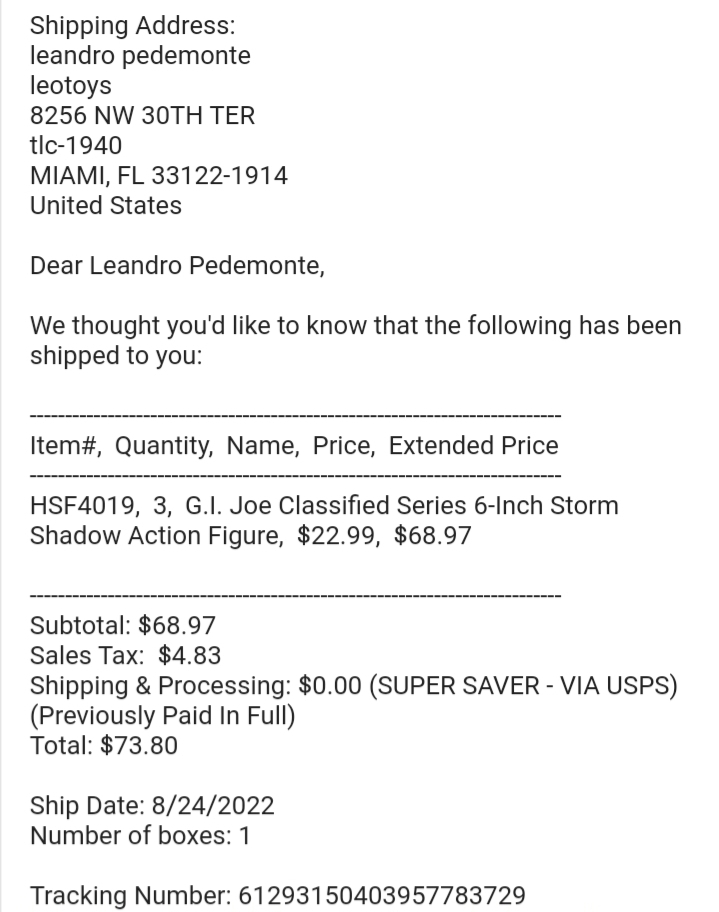 Shipping Address:
leandro pedemonte
leotoys
8256 NW 30TH TER
tlc-1940
MIAMI, FL 33122-1914
United States
Dear Leandro Pedemonte,
We thought you'd like to know that the following has been
shipped to you:
---------------------------------------------------------------------------
Item#,  Quantity,  Name,  Price,  Extended Price
---------------------------------------------------------------------------
HSF4019,  3,  G.I. Joe Classified Series 6-Inch Storm
Shadow Action Figure,  $22.99,  $68.97
---------------------------------------------------------------------------
Subtotal: $68.97
Sales Tax:  $4.83
Shipping & Processing: $0.00 (SUPER SAVER - VIA USPS)
(Previously Paid In Full)
Total: $73.80
Ship Date: 8/24/2022
Number of boxes: 1
Tracking Number: 61293150403957783729